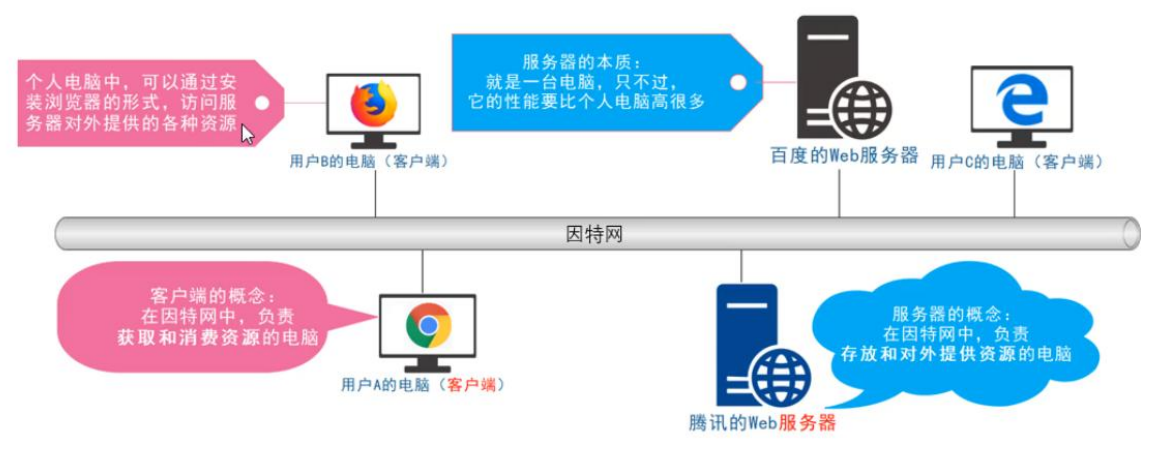 个人电脑中，可以通过安
装浏览器的形式，访问服
务器对外提供的各种资源
用户B的电脑（客户端）
服务器的本质：
就是一台电脑，只不过，
它的性能要比个人电脑高很多
百度的Web服务器
用户C的电脑（客户端）
因特网
客户端的概念：
在因特网中，负责
获取和消费资源的电脑
用户A的电脑（客户端）
腾讯的Web服务器
服务器的概念：
在因特网中，负责
存放和对外提供资源的电脑